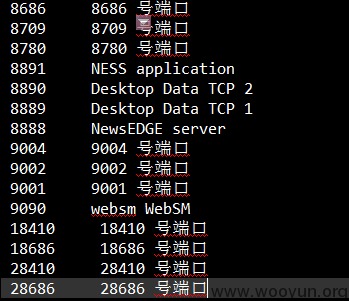 8686 8686 号端口
8709 8709 号端口
8780 8780 号端口
8891 NESS application
8890 Desktop Data TCP 2
8889 Desktop Data TCP 1
8888 NewsEDGE server
9004 9004 号端口
9002 9002 号端口
9001 9001 号端口
9090 websm WebSM
18410 18410 号端口
18686 18686 号端口
28410 28410 号端口
28686 28686 号端口
www.wooyun.org